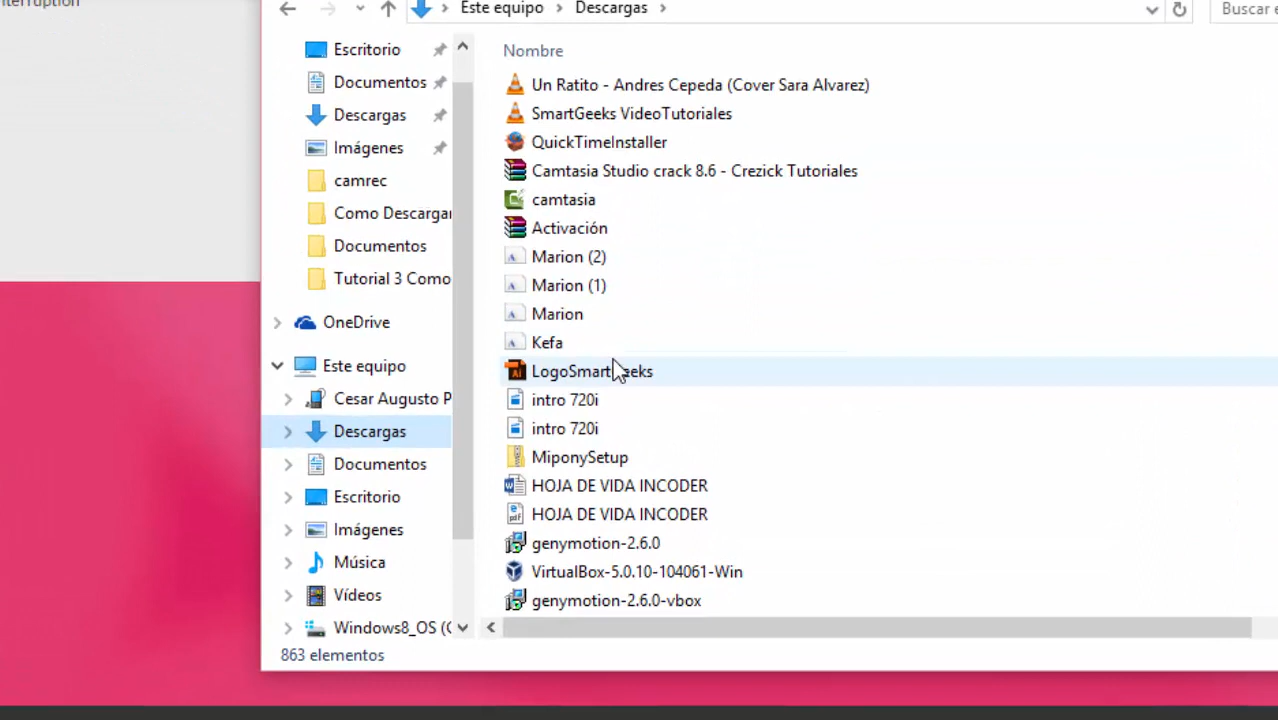 Este equipo > Descargas >
Buscar
Escritorio
Documentos
Descargas
Imágenes
camrec
Como Descargar
Documentos
Tutorial 3 Como
OneDrive
Este equipo
Cesar Augusto P
Descargas
Documentos
Escritorio
Imágenes
Música
Vídeos
Windows8_OS (C
Nombre
Un Ratito - Andres Cepeda (Cover Sara Alvarez)
SmartGeeks VideoTutoriales
QuickTimeInstaller
Camtasia Studio crack 8.6 - Crezick Tutoriales
camtasia
Activación
Marion (2)
Marion (1)
Marion
Kefa
LogoSmartGeeks
intro 720i
intro 720i
MiponySetup
HOJA DE VIDA INCODER
HOJA DE VIDA INCODER
genymotion-2.6.0
VirtualBox-5.0.10-104061-Win
genymotion-2.6.0-vbox
863 elementos